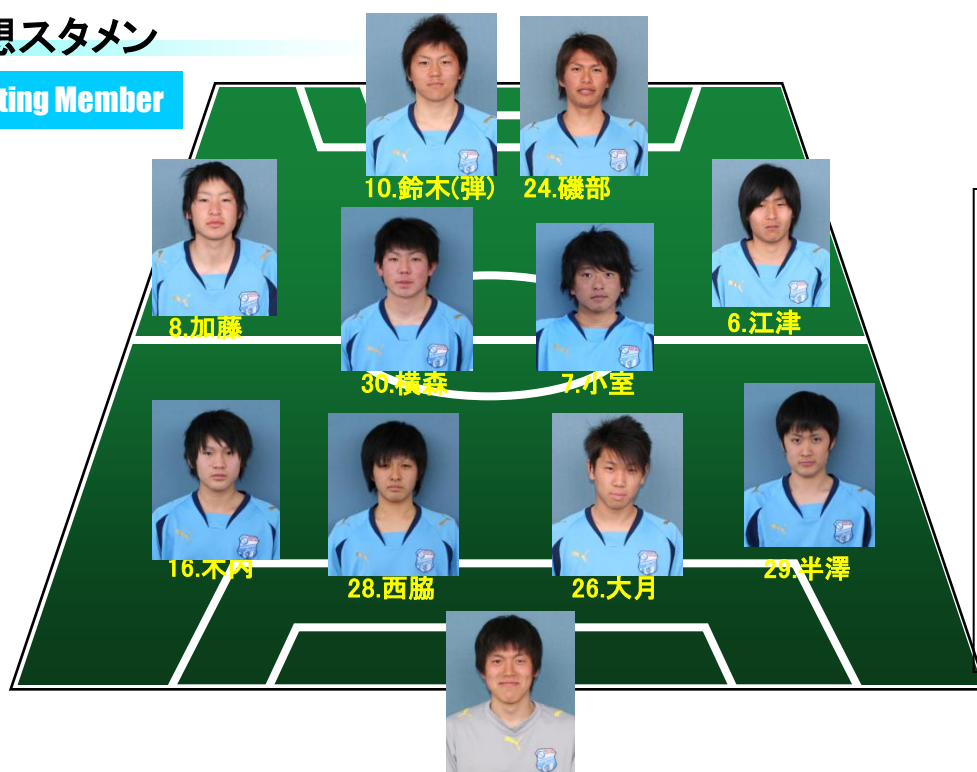 想スタメン
ting Member
10.鈴木(弾)
24.磯部
8.加藤
6.江津
30.横森
7.小室
16.木内
28.西脇
26.大月
29.半澤